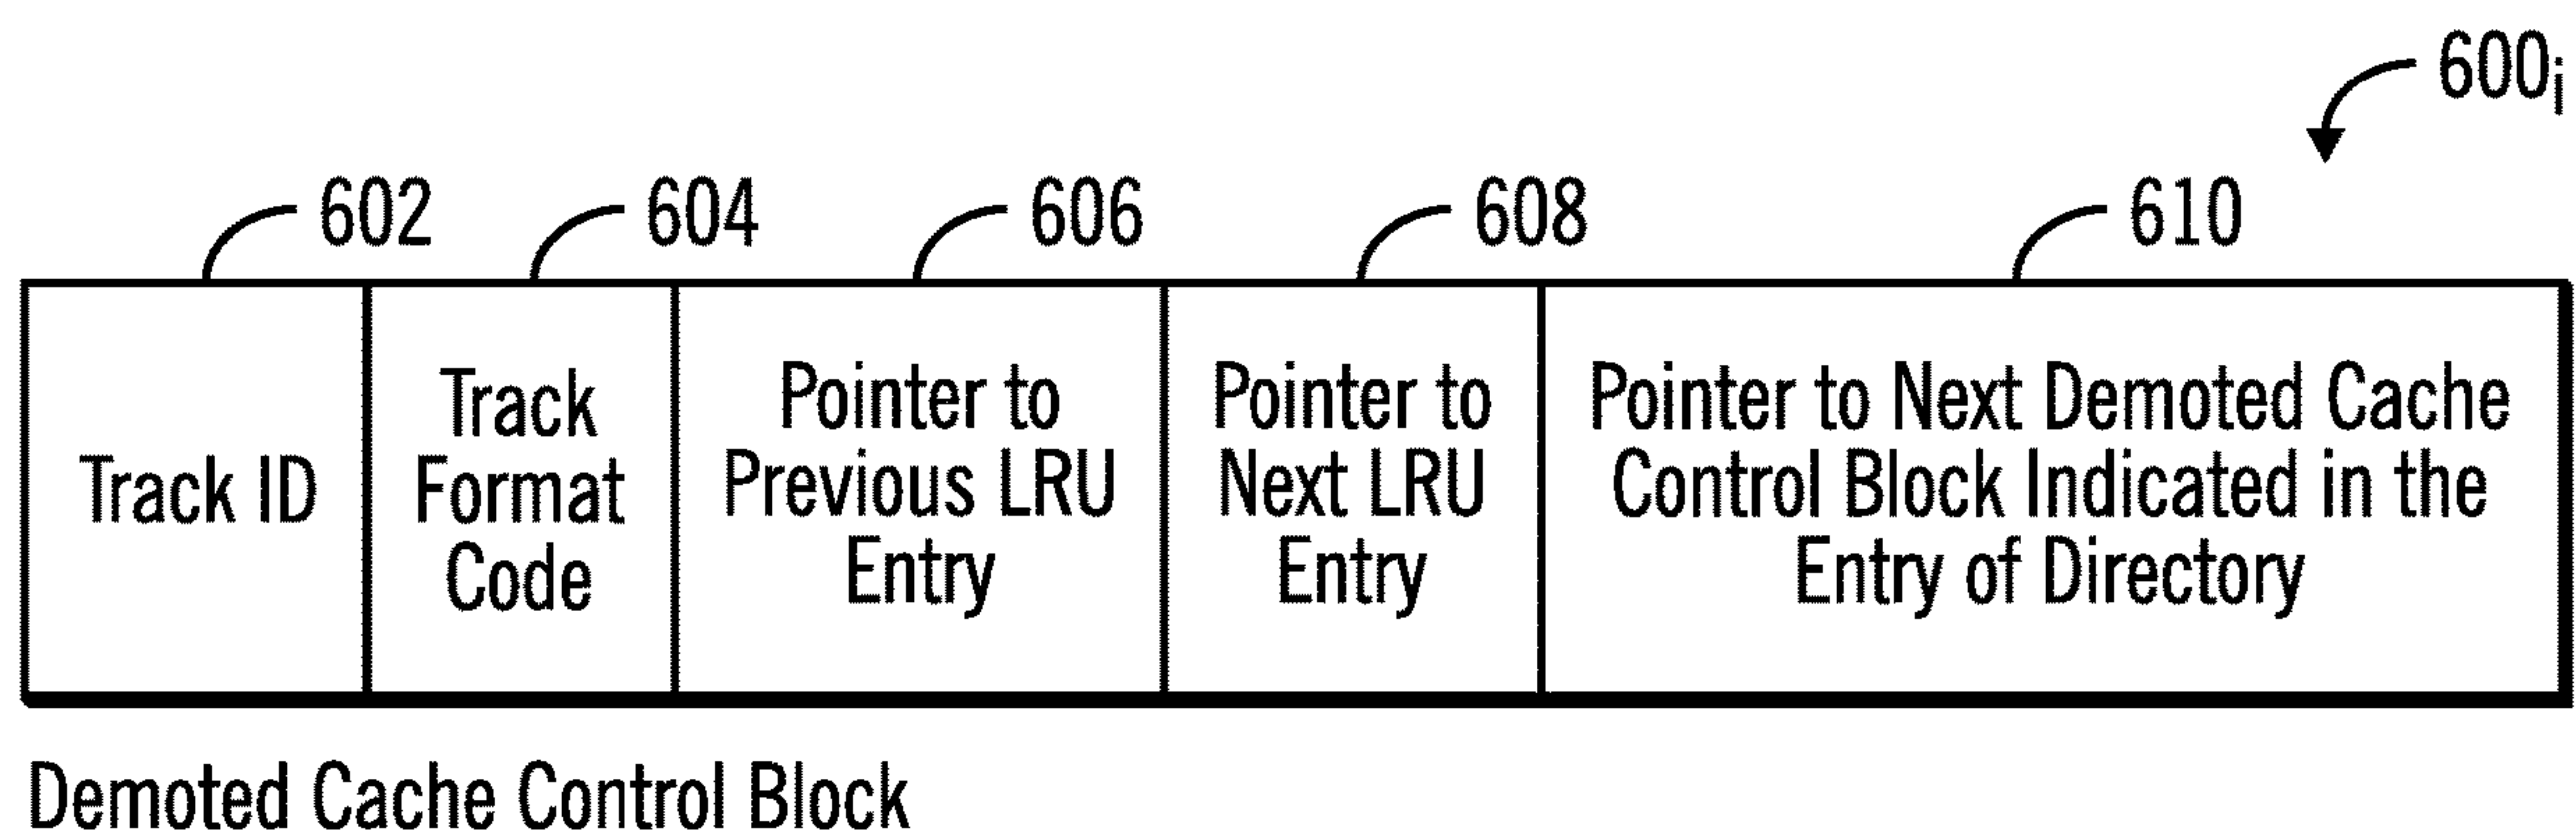 600i
602
604
606
608
610
Track ID
Track
Format
Code
Pointer to
Previous LRU
Entry
Pointer to
Next LRU
Entry
Pointer to Next Demoted Cache
Control Block Indicated in the
Entry of Directory
Demoted Cache Control Block